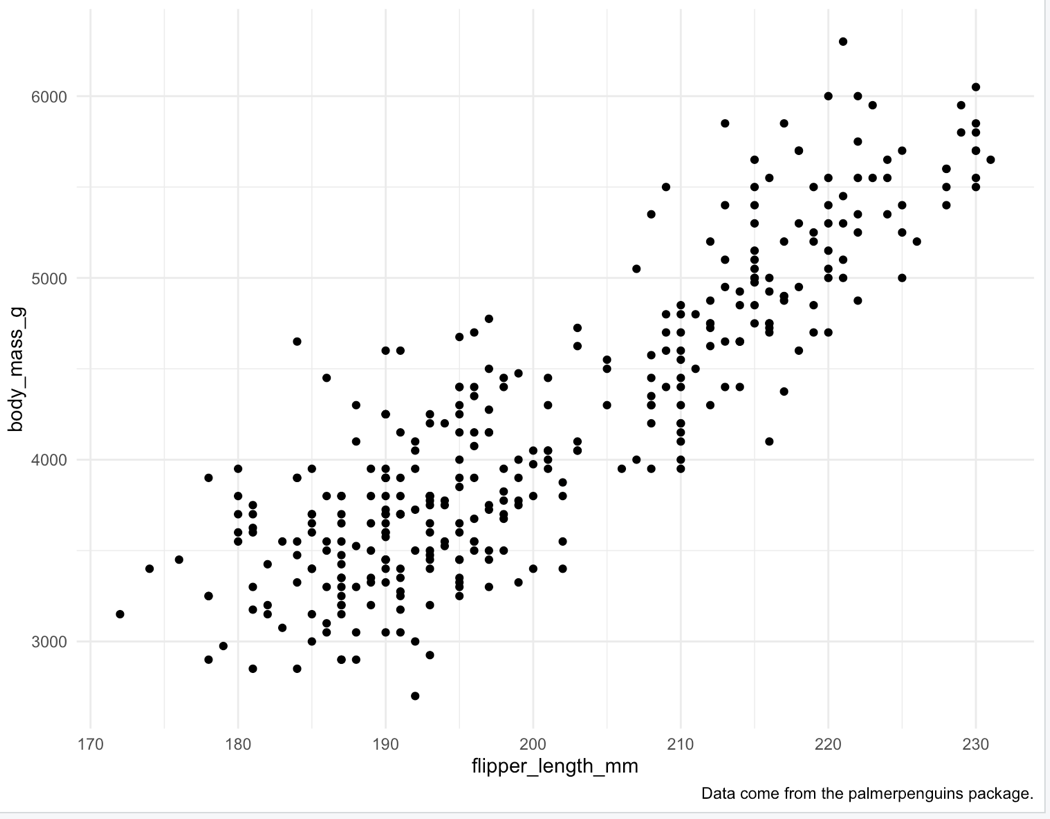 6000
5000
4000
3000
body_mass_g
170 180 190 200 210 220 230
flipper_length_mm
Data come from the palmerpenguins package.